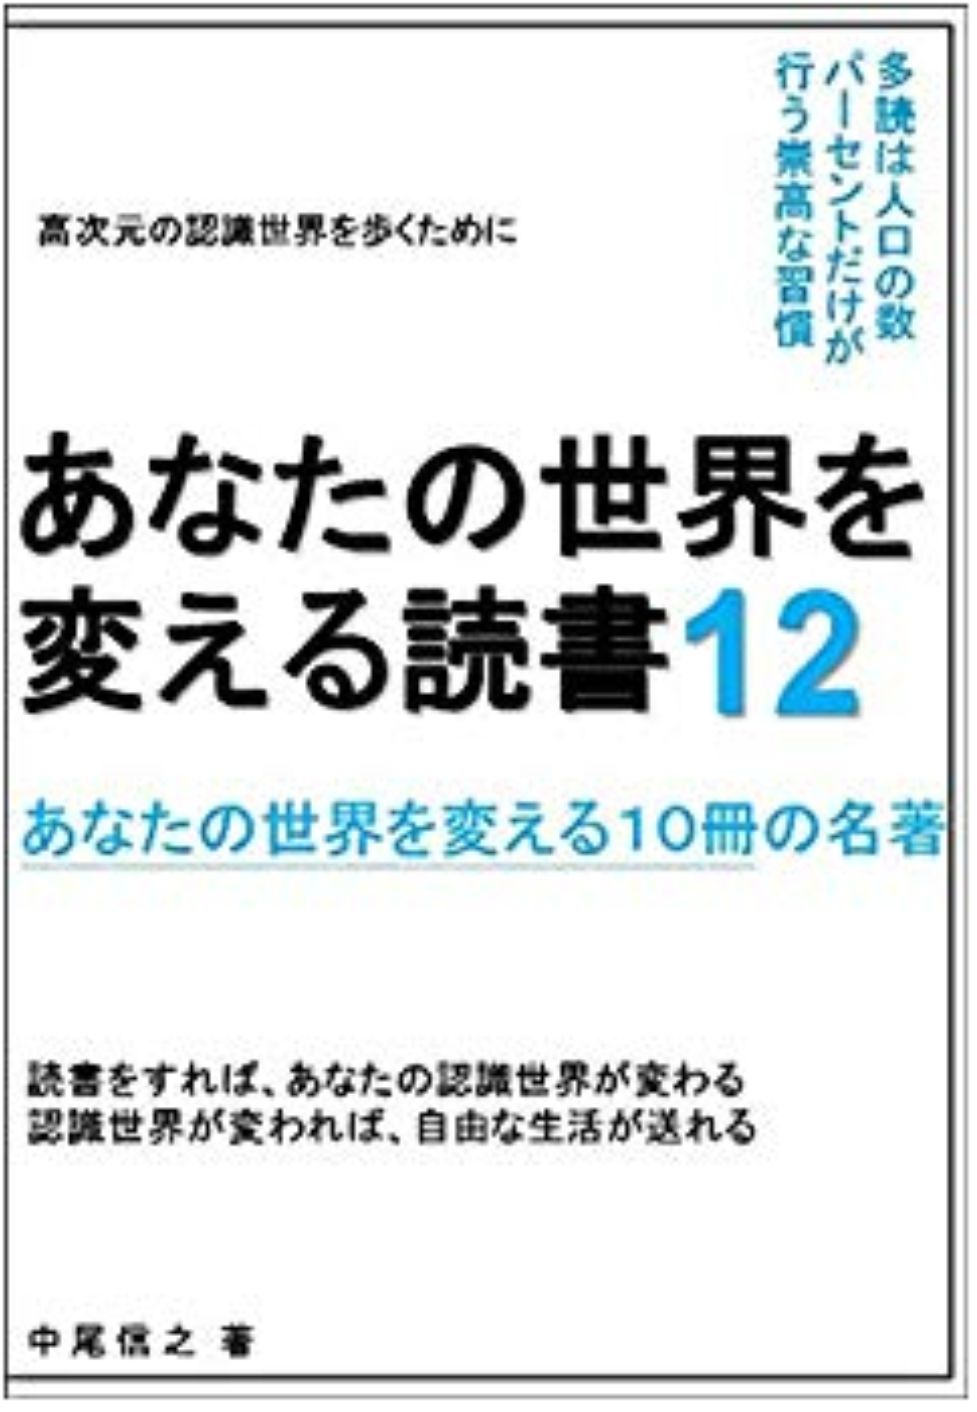 多読は人口の数
パーセントだけが
行う崇高な習慣
高次元の認識世界を歩くために
あなたの世界を
変える読書12
あなたの世界を変える10冊の名著
読書をすれば、あなたの認識世界が変わる
認識世界が変われば、自由な生活が送れる
中尾信之 著